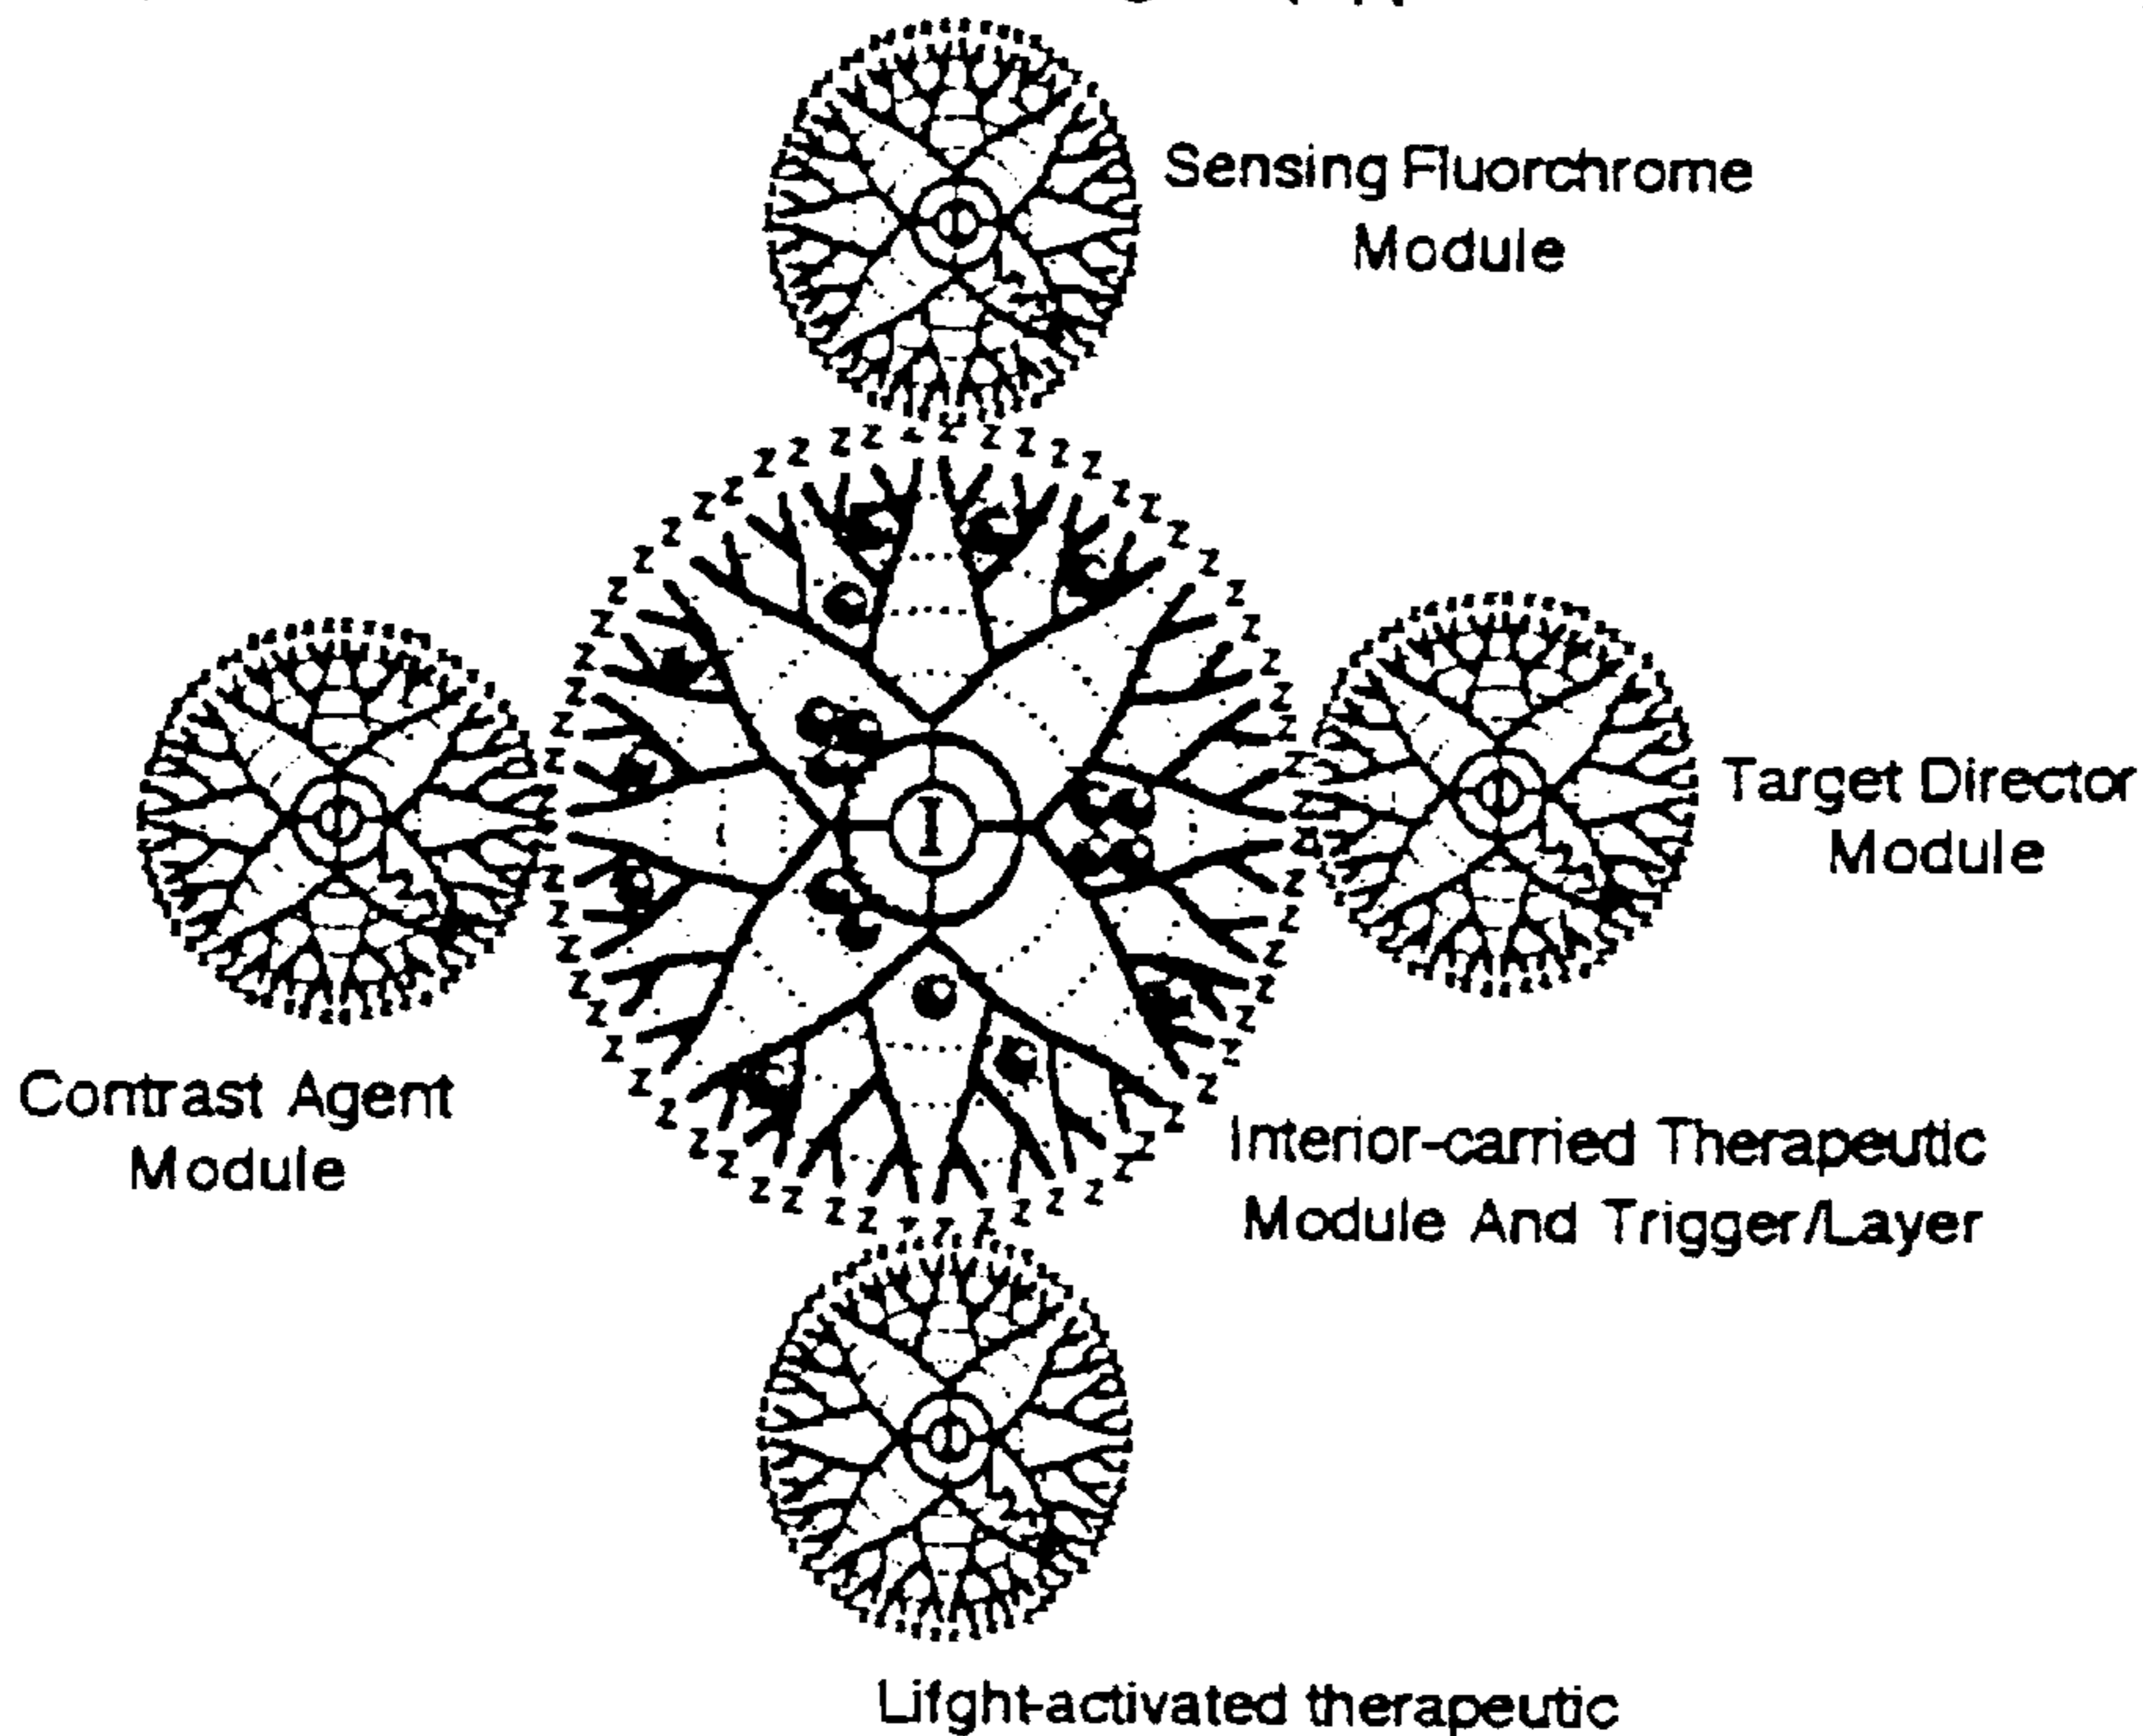 Sensing Fluorchrome
Module
Target Director
Module
Contrast Agent
Module
Interior-carried Therapeutic
Module And Trigger/Layer
Lifght-activated therapeutic